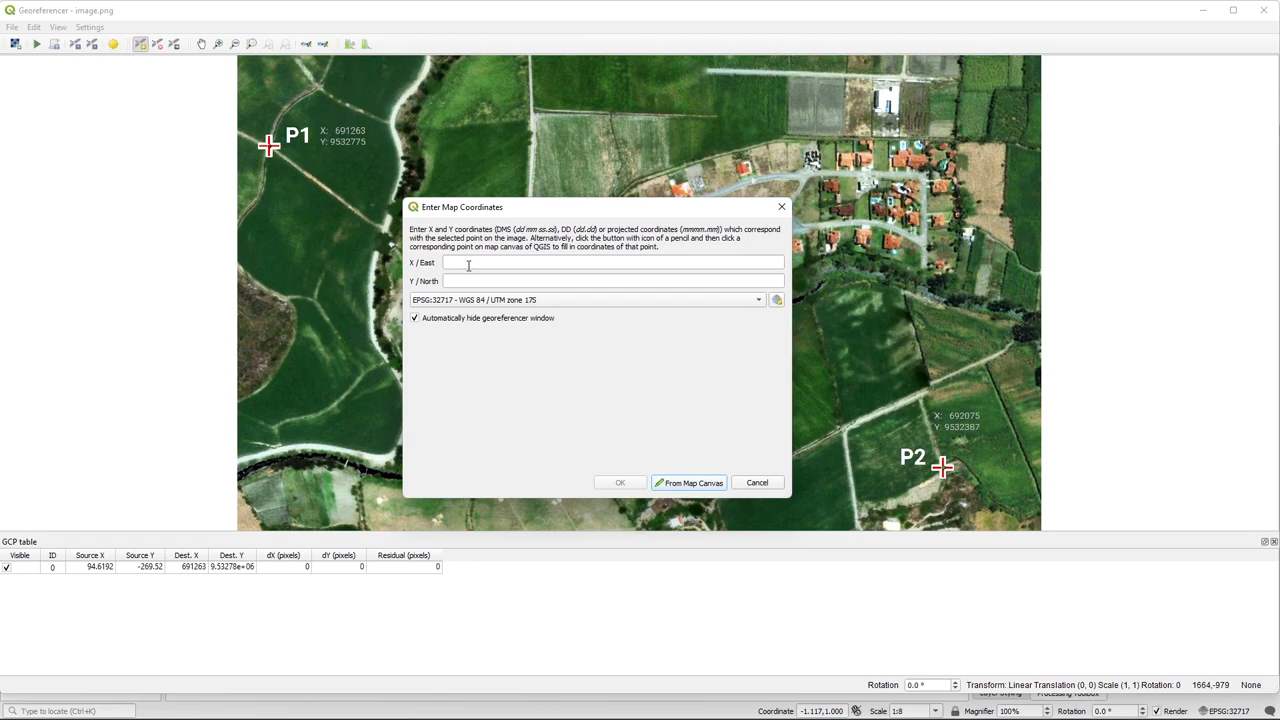 Georeferencer - image.png
File Edit View Settings
P1
X: 691263
Y: 9532775
Enter Map Coordinates
Enter X and Y coordinates (DMS (dd mm ss.ss), DD (dd.dd) or projected coordinates (mmmm.mm)) which correspond
with the selected point on the image. Alternatively, click the button with icon of a pencil and then click a
corresponding point on map canvas of QGIS to fill in coordinates of that point.
X / East
Y / North
EPSG:32717 - WGS 84 / UTM zone 17S
Automatically hide georeferencer window
OK From Map Canvas Cancel
X: 692075
Y: 9532387
P2
GCP table
Visible ID Source X Source Y Dest. X Dest. Y dX (pixels) dY (pixels) Residual (pixels)
0 94.6192 -269.52 691263 9.53278e+06 0 0 0
Rotation 0.0 ° Transform: Linear Translation (0, 0) Scale (1, 1) Rotation: 0 1664,-979 None
Layer Styling Processing Toolbox
Type to locate (Ctrl+K) Coordinate -1.117,1.000 Scale 1:8 Magnifier 100% Rotation 0.0 ° Render EPSG:32717